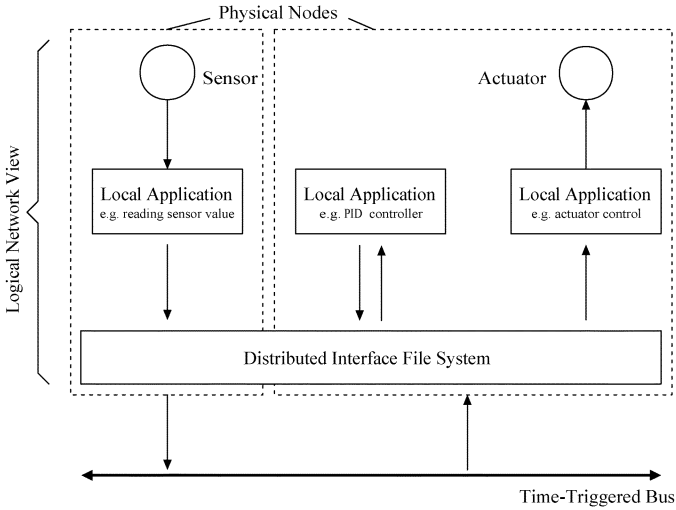 Physical Nodes
Sensor
Actuator
Logical Network View
Local Application
e.g. reading sensor value
Local Application
e.g. PID controller
Local Application
e.g. actuator control
Distributed Interface File System
Time-Triggered Bus